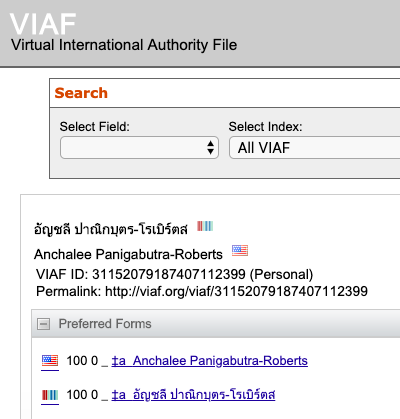 VIAF
Virtual International Authority File
Search
Select Field:
Select Index:
All VIAF
อัญชลี ปาณิกบุตร-โรเบิร์ตส
Anchalee Panigabutra-Roberts
VIAF ID: 31152079187407112399 (Personal)
Permalink: http://viaf.org/viaf/31152079187407112399
Preferred Forms
100 0 _ ‡a Anchalee Panigabutra-Roberts
100 0 _ ‡a อัญชลี ปาณิกบุตร-โรเบิร์ตส